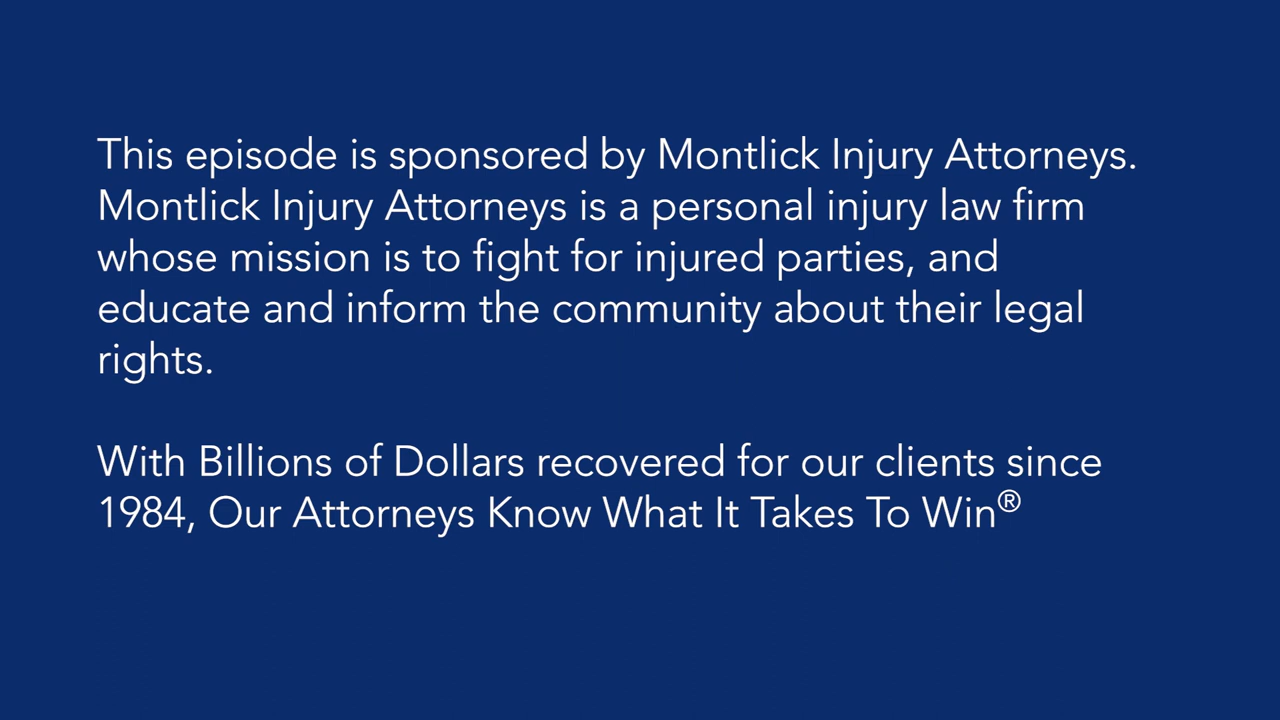 This episode is sponsored by Montlick Injury Attorneys.
Montlick Injury Attorneys is a personal injury law firm
whose mission is to fight for injured parties, and
educate and inform the community about their legal
rights.
With Billions of Dollars recovered for our clients since
1984, Our Attorneys Know What It Takes To Win®